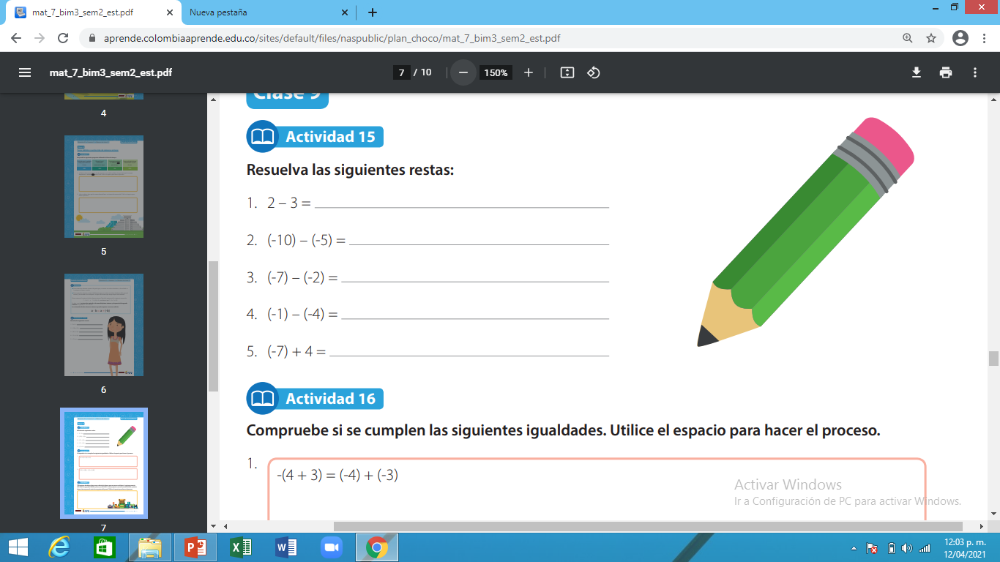 mat_7_bim3_sem2_est.pdf
Nueva pestaña
aprende.colombiaaprende.edu.co/sites/default/files/naspublic/plan_choco/mat_7_bim3_sem2_est.pdf
mat_7_bim3_sem2_est.pdf
7 / 10
150%
4
5
6
7
Clase 9
Actividad 15
Resuelva las siguientes restas:
1. 2 – 3 =
2. (-10) – (-5) =
3. (-7) – (-2) =
4. (-1) – (-4) =
5. (-7) + 4 =
Actividad 16
Compruebe si se cumplen las siguientes igualdades. Utilice el espacio para hacer el proceso.
1. -(4 + 3) = (-4) + (-3)
Activar Windows
Ir a Configuración de PC para activar Windows.
12:03 p. m.
12/04/2021